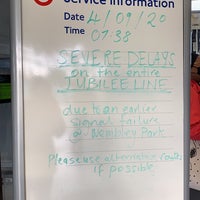 Service information
Date 4/09/20
Time 07:38
SEVERE DELAYS
on the entire
JUBILEE LINE
due to an earlier
signal failure
@ Wembley Park
Please use alternative routes
if possible